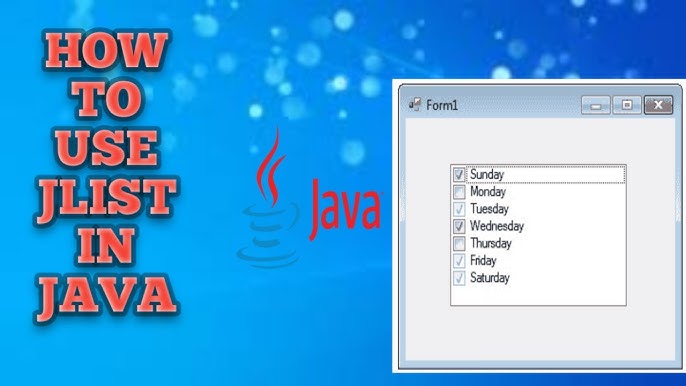 HOW
TO
USE
JLIST
IN
JAVA
Java
Form1
Sunday
Monday
Tuesday
Wednesday
Thursday
Friday
Saturday